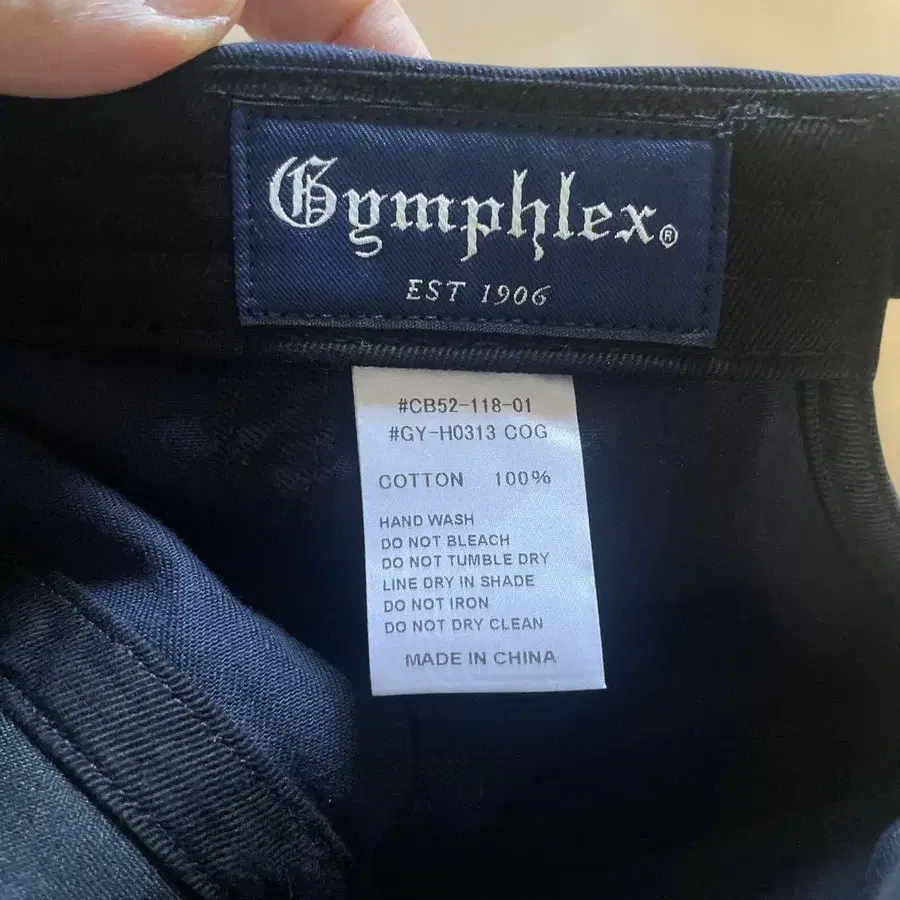 Gymphlex®
EST 1906
#CB52-118-01
#GY-H0313 COG
COTTON 100%
HAND WASH
DO NOT BLEACH
DO NOT TUMBLE DRY
LINE DRY IN SHADE
DO NOT IRON
DO NOT DRY CLEAN
MADE IN CHINA